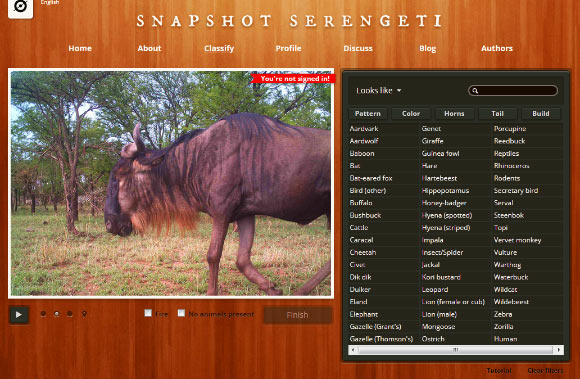 English
SNAPSHOT SERENGETI
Home About Classify Profile Discuss Blog Authors
You're not signed in!
Looks like
Pattern Color Horns Tail Build
Aardvark Genet Porcupine
Aardwolf Giraffe Reedbuck
Baboon Guinea fowl Reptiles
Bat Hare Rhinoceros
Bat-eared fox Hartebeest Rodents
Bird (other) Hippopotamus Secretary bird
Buffalo Honey-badger Serval
Bushbuck Hyena (spotted) Steenbok
Cattle Hyena (striped) Topi
Caracal Impala Vervet monkey
Cheetah Insect/Spider Vulture
Civet Jackal Warthog
Dik dik Kori bustard Waterbuck
Duiker Leopard Wildcat
Eland Lion (female or cub) Wildebeest
Elephant Lion (male) Zebra
Gazelle (Grant's) Mongoose Zorilla
Gazelle (Thomson's) Ostrich Human
Fire No animals present Finish
Tutorial Clear filters